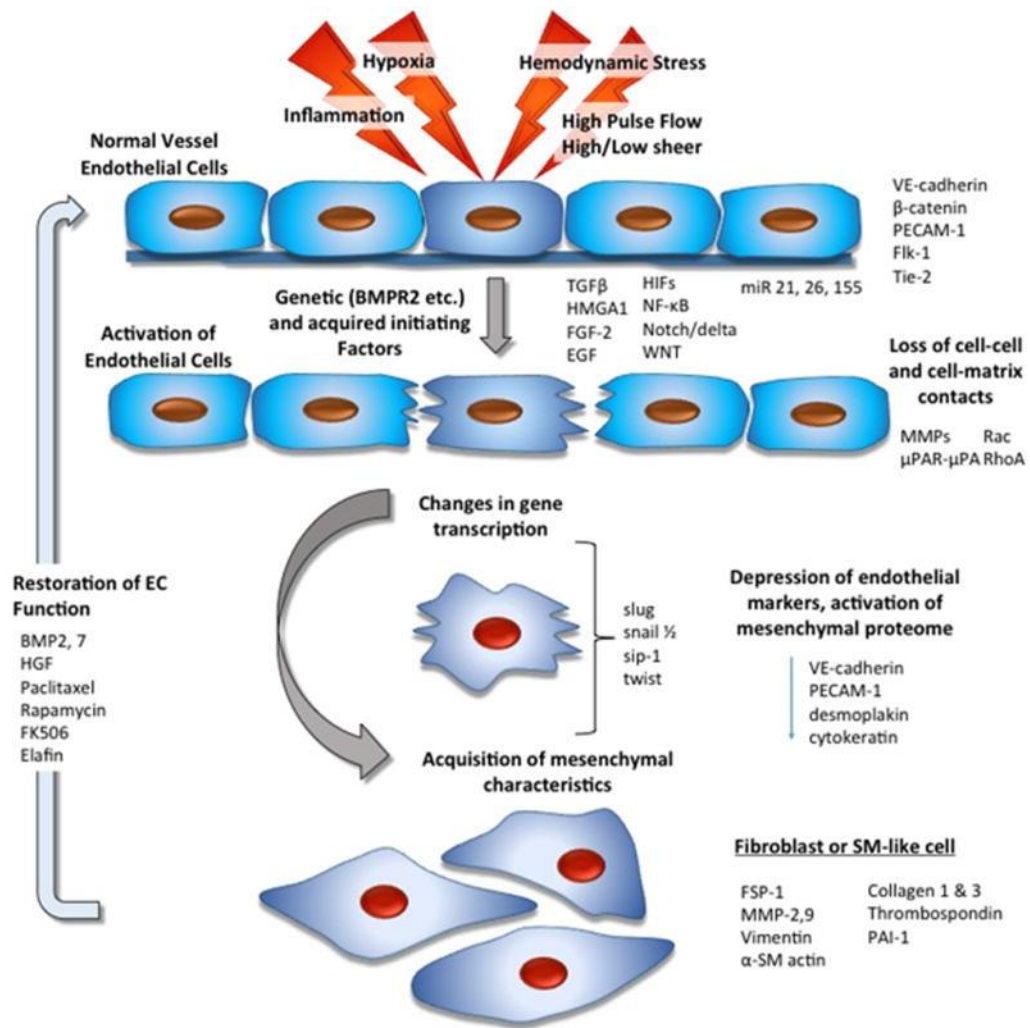 Hypoxia
Hemodynamic Stress
Inflammation
High Pulse Flow
High/Low sheer
Normal Vessel
Endothelial Cells
VE-cadherin
β-catenin
PECAM-1
Flk-1
Tie-2
Genetic (BMPR2 etc.)
and acquired initiating
Factors
TGFβ
HMGA1
FGF-2
EGF
HIFs
NF-κB
Notch/delta
WNT
miR 21, 26, 155
Activation of
Endothelial Cells
Loss of cell-cell
and cell-matrix
contacts
MMPs Rac
μPAR-μPA RhoA
Changes in gene
transcription
slug
snail ½
sip-1
twist
Depression of endothelial
markers, activation of
mesenchymal proteome
VE-cadherin
PECAM-1
desmoplakin
cytokeratin
Restoration of EC
Function
BMP2, 7
HGF
Paclitaxel
Rapamycin
FK506
Elafin
Acquisition of mesenchymal
characteristics
Fibroblast or SM-like cell
FSP-1
MMP-2,9
Vimentin
α-SM actin
Collagen 1 & 3
Thrombospondin
PAI-1